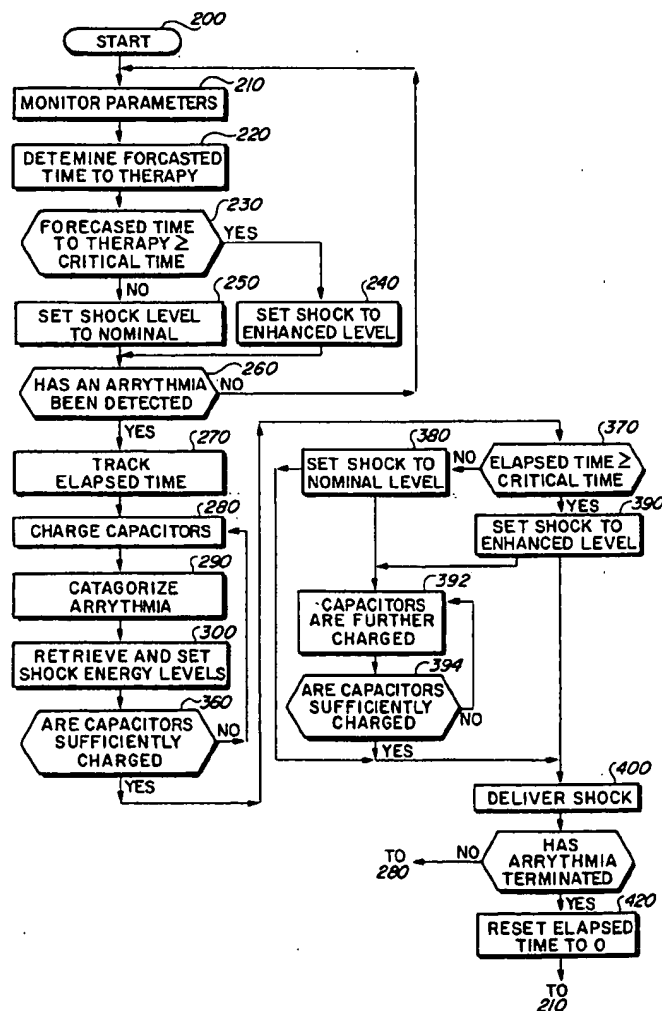 200
START
210
MONITOR PARAMETERS
220
DETEMINE FORCASTED
TIME TO THERAPY
230
FORECASED TIME
TO THERAPY ≥
CRITICAL TIME
YES
NO
250
SET SHOCK LEVEL
TO NOMINAL
240
SET SHOCK TO
ENHANCED LEVEL
260
HAS AN ARRYTHMIA
BEEN DETECTED
NO
YES
270
TRACK
ELAPSED TIME
280
CHARGE CAPACITORS
290
CATAGORIZE
ARRYTHMIA
300
RETRIEVE AND SET
SHOCK ENERGY LEVELS
360
ARE CAPACITORS
SUFFICIENTLY
CHARGED
NO
YES
370
ELAPSED TIME ≥
CRITICAL TIME
NO
YES
380
SET SHOCK TO
NOMINAL LEVEL
390
SET SHOCK TO
ENHANCED LEVEL
392
CAPACITORS
ARE FURTHER
CHARGED
394
ARE CAPACITORS
SUFFICIENTLY
CHARGED
NO
YES
400
DELIVER SHOCK
HAS
ARRYTHMIA
TERMINATED
NO
TO
280
YES
420
RESET ELAPSED
TIME TO 0
TO
210